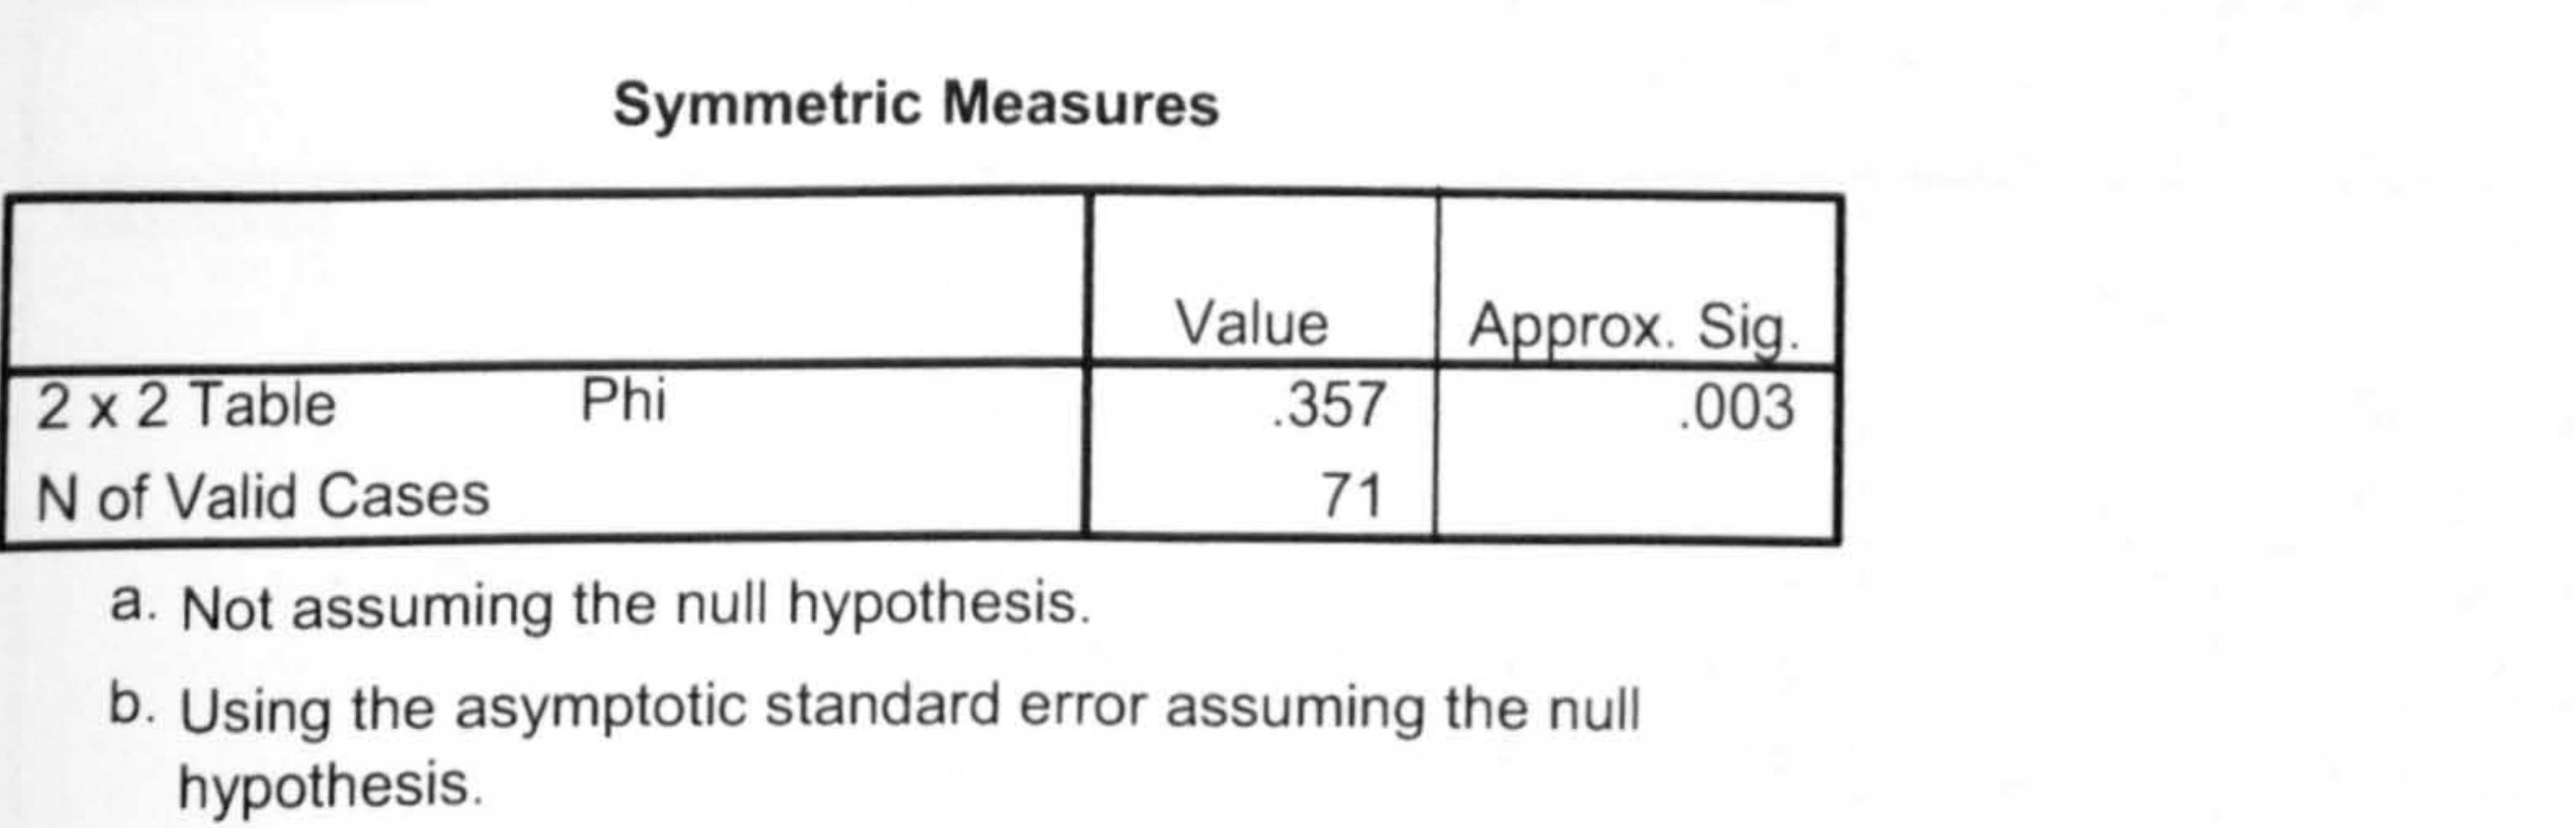 Symmetric Measures
Value Approx. Sig.
2 x 2 Table Phi .357 .003
N of Valid Cases 71
a. Not assuming the null hypothesis.
b. Using the asymptotic standard error assuming the null
hypothesis.